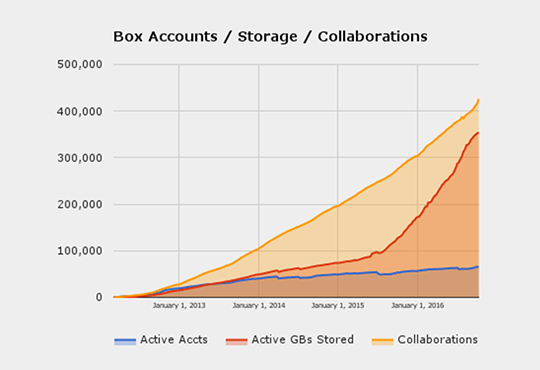 Box Accounts / Storage / Collaborations
500,000
400,000
300,000
200,000
100,000
0
January 1, 2013 January 1, 2014 January 1, 2015 January 1, 2016
Active Accts Active GBs Stored Collaborations